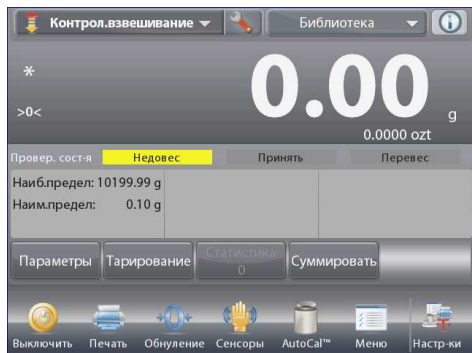 Контрол.взвешивание Библиотека
*
>0<
0.00 g
0.0000 ozt
Провер. сост-я Недовес Принять Перевес
Наиб.предел: 10199.99 g
Наим.предел: 0.10 g
Параметры Тарирование Статистика Суммировать
0
Выключить Печать Обнуление Сенсоры AutoCal™ Меню Настр-ки